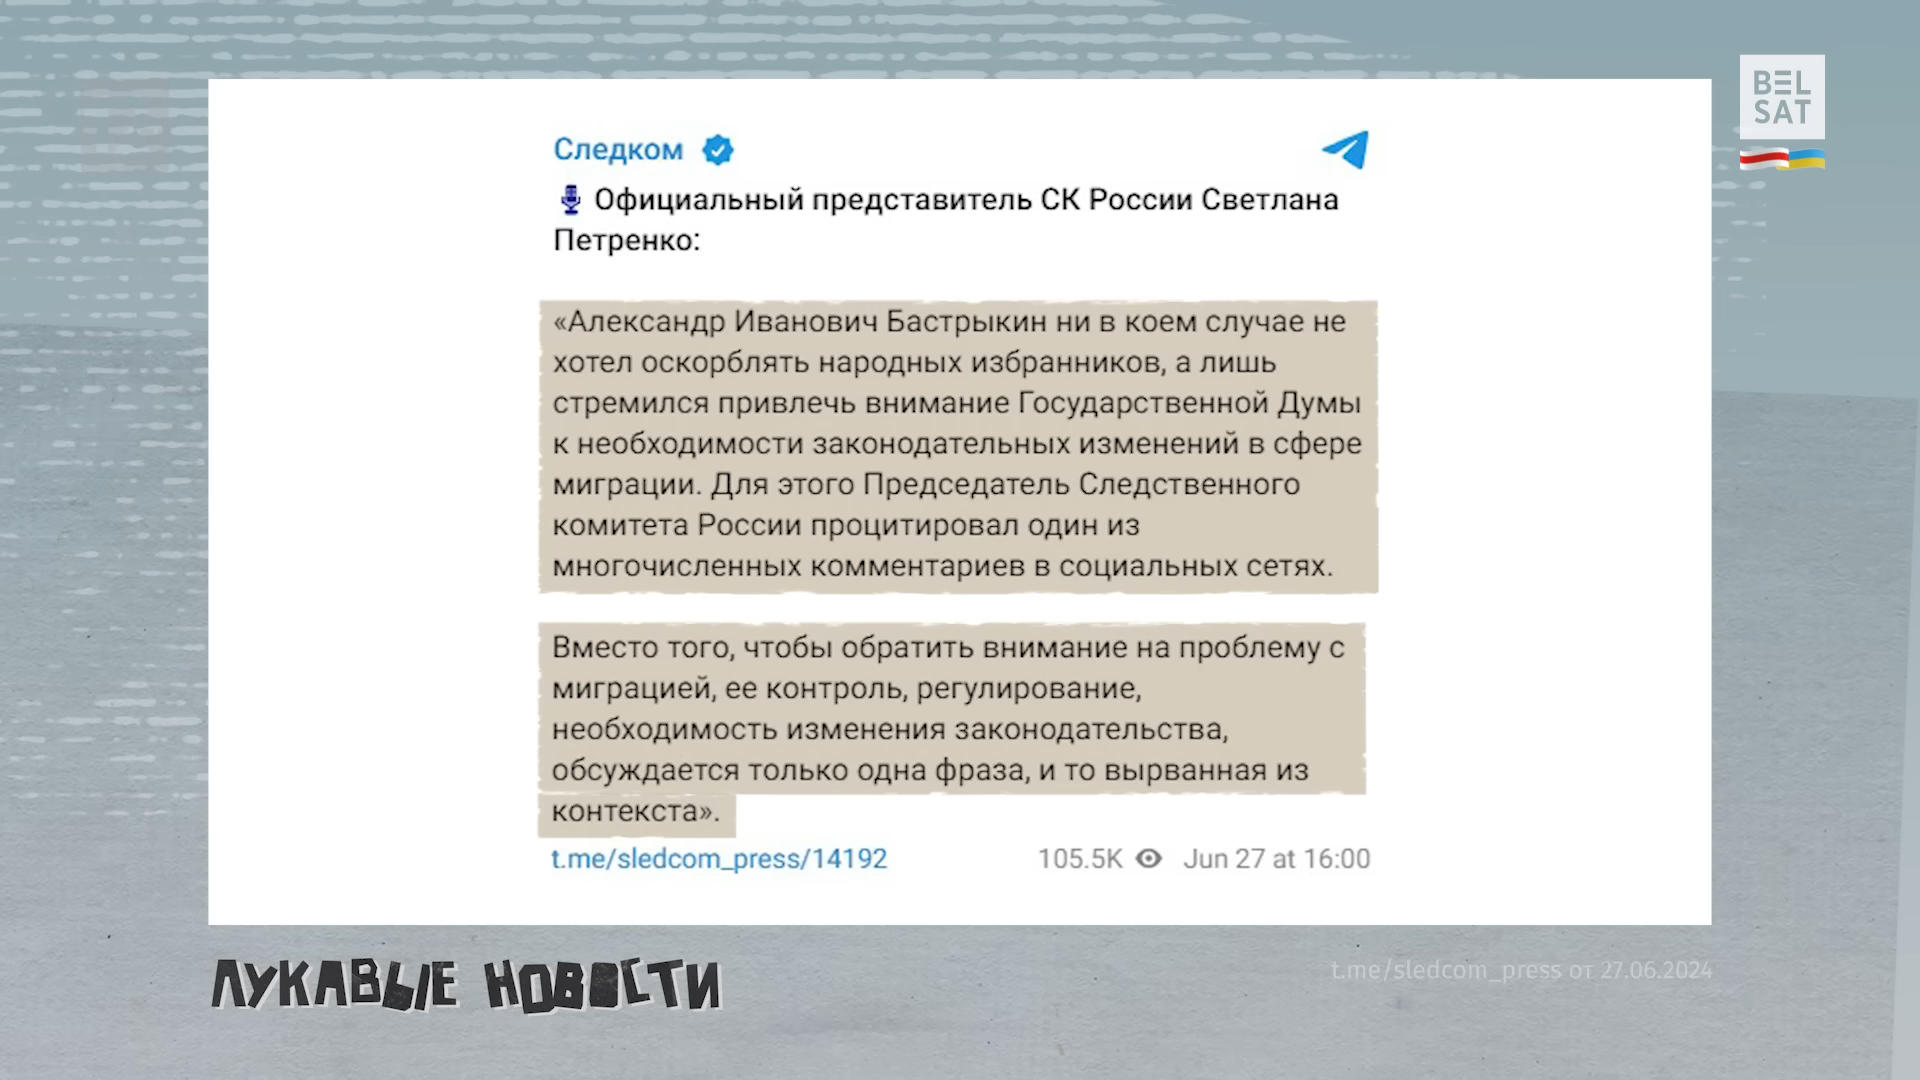 BEL
SAT
Следком
Официальный представитель СК России Светлана
Петренко:
«Александр Иванович Бастрыкин ни в коем случае не
хотел оскорблять народных избранников, а лишь
стремился привлечь внимание Государственной Думы
к необходимости законодательных изменений в сфере
миграции. Для этого Председатель Следственного
комитета России процитировал один из
многочисленных комментариев в социальных сетях.
Вместо того, чтобы обратить внимание на проблему с
миграцией, ее контроль, регулирование,
необходимость изменения законодательства,
обсуждается только одна фраза, и то вырванная из
контекста».
t.me/sledcom_press/14192 105.5K Jun 27 at 16:00
ЛУКАВЫЕ НОВОСТИ
t.me/sledcom_press от 27.06.2024